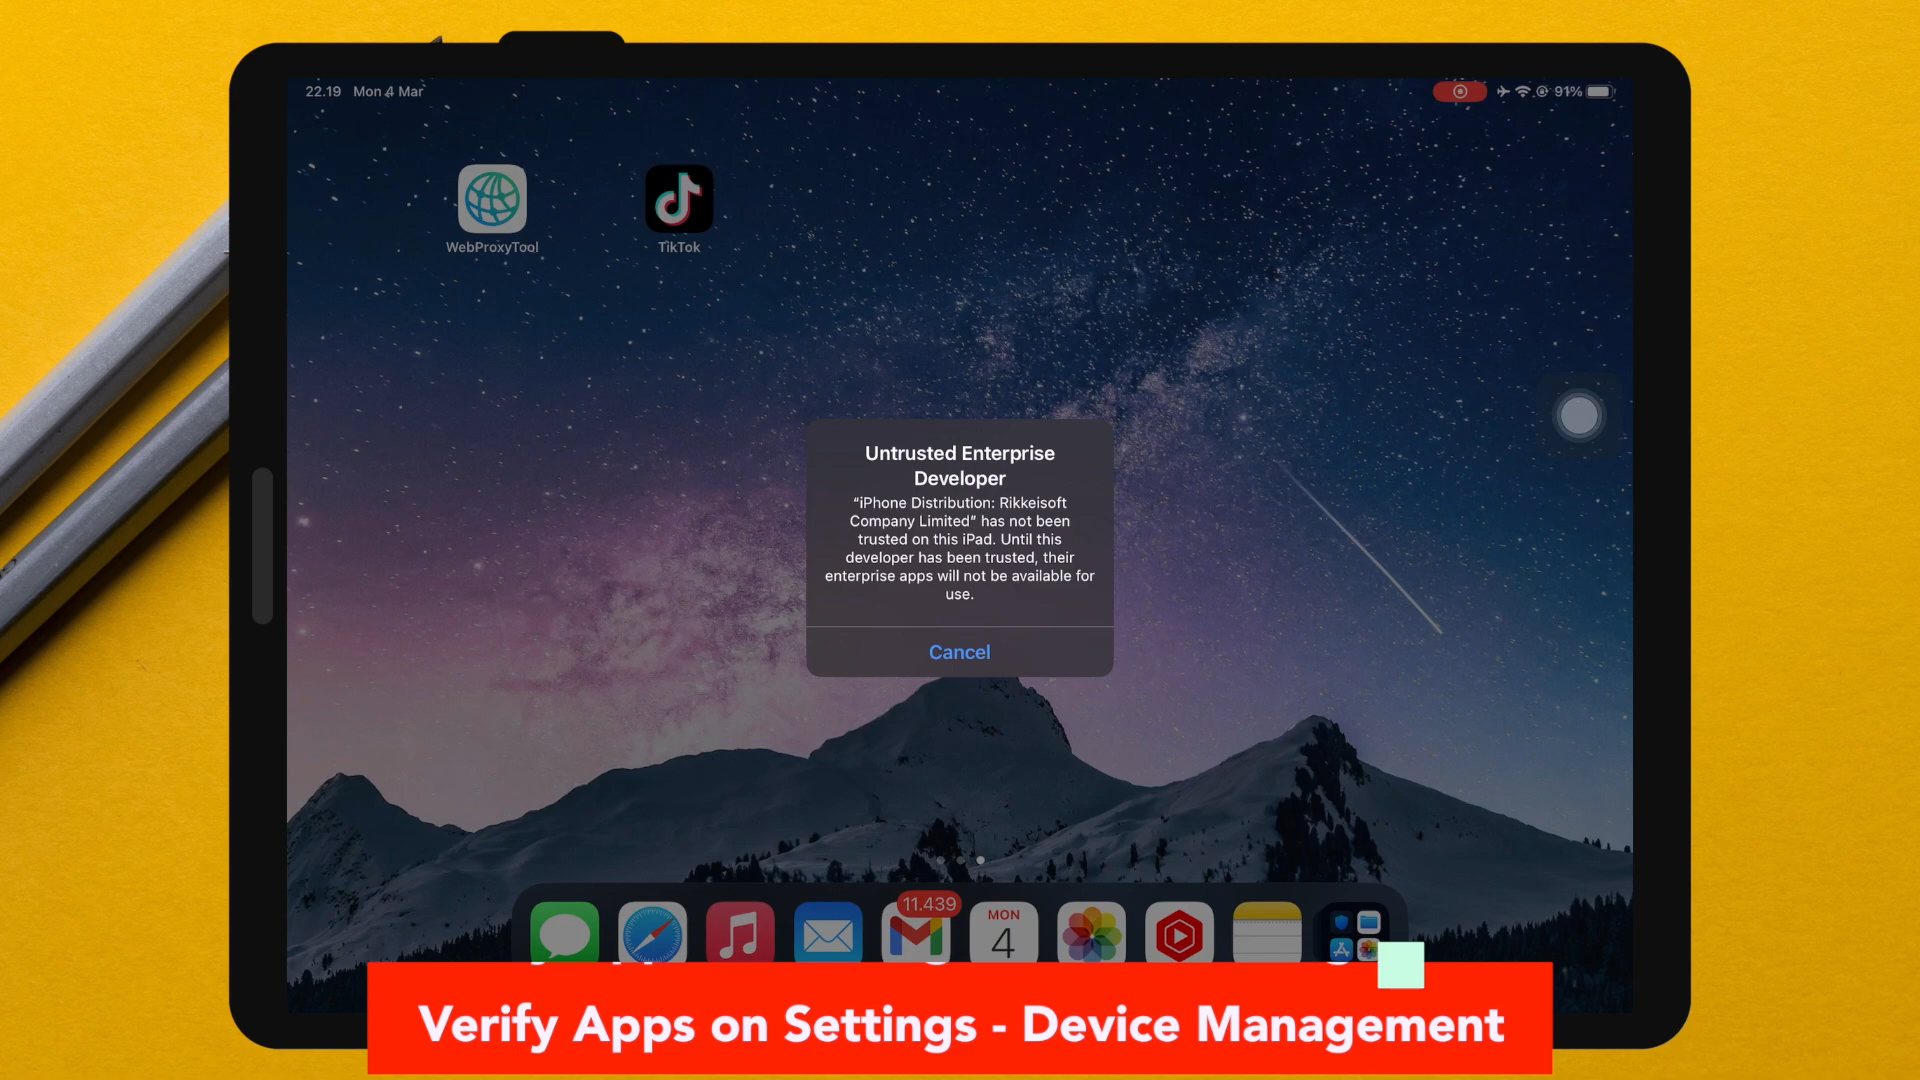 22.19 Mon 4 Mar
91%
WebProxyTool
TikTok
Untrusted Enterprise
Developer
“iPhone Distribution: Rikkeisoft
Company Limited” has not been
trusted on this iPad. Until this
developer has been trusted, their
enterprise apps will not be available for
use.
Cancel
11.439
MON
4
Verify Apps on Settings - Device Management